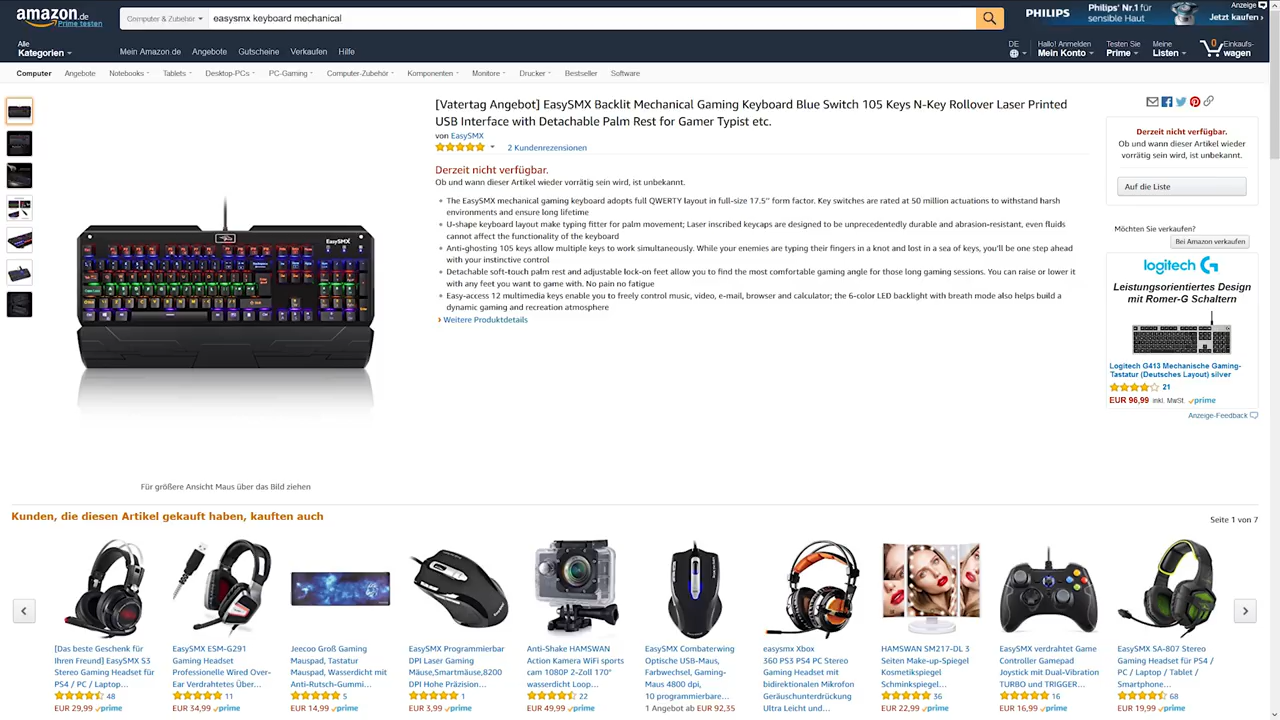 amazon.de
Prime testen
Computer & Zubehör
easysmx keyboard mechanical
PHILIPS
Philips' Nr.1 für
sensible Haut
Anzeige
Jetzt kaufen ›
Alle
Kategorien
Mein Amazon.de Angebote Gutscheine Verkaufen Hilfe
DE
Hallo! Anmelden
Mein Konto
Testen Sie
Prime
Meine
Listen
0
Einkaufs-
wagen
Computer Angebote Notebooks Tablets Desktop-PCs PC-Gaming Computer-Zubehör Komponenten Monitore Drucker Bestseller Software
[Vatertag Angebot] EasySMX Backlit Mechanical Gaming Keyboard Blue Switch 105 Keys N-Key Rollover Laser Printed
USB Interface with Detachable Palm Rest for Gamer Typist etc.
von EasySMX
2 Kundenrezensionen
Derzeit nicht verfügbar.
Ob und wann dieser Artikel wieder vorrätig sein wird, ist unbekannt.
The EasySMX mechanical gaming keyboard adopts full QWERTY layout in full-size 17.5'' form factor. Key switches are rated at 50 million actuations to withstand harsh
environments and ensure long lifetime
U-shape keyboard layout make typing fitter for palm movement; Laser inscribed keycaps are designed to be unprecedentedly durable and abrasion-resistant, even fluids
cannot affect the functionality of the keyboard
Anti-ghosting 105 keys allow multiple keys to work simultaneously. While your enemies are typing their fingers in a knot and lost in a sea of keys, you'll be one step ahead
with your instinctive control
Detachable soft-touch palm rest and adjustable lock-on feet allow you to find the most comfortable gaming angle for those long gaming sessions. You can raise or lower it
with any feet you want to game with. No pain no fatigue
Easy-access 12 multimedia keys enable you to freely control music, video, e-mail, browser and calculator; the 6-color LED backlight with breath mode also helps build a
dynamic gaming and recreation atmosphere
Weitere Produktdetails
EasySMX
Für größere Ansicht Maus über das Bild ziehen
Derzeit nicht verfügbar.
Ob und wann dieser Artikel wieder
vorrätig sein wird, ist unbekannt.
Auf die Liste
Möchten Sie verkaufen?
Bei Amazon verkaufen
logitech G
Leistungsorientiertes Design
mit Romer-G Schaltern
Logitech G413 Mechanische Gaming-
Tastatur (Deutsches Layout) silver
21
EUR 96,99 inkl. MwSt. prime
Anzeige-Feedback
Kunden, die diesen Artikel gekauft haben, kauften auch
Seite 1 von 7
[Das beste Geschenk für
Ihren Freund] EasySMX S3
Gaming Headset für
PS4 / PC / Laptop…
48
EUR 29,99 prime
EasySMX ESM-G291
Gaming Headset
Professionelle Wired Over-
Ear Verdrahtetes Über…
11
EUR 34,99 prime
Jeecoo Groß Gaming
Mauspad, Tastatur
Mauspad, Wasserdicht mit
Anti-Rutsch-Gummi…
5
EUR 14,99 prime
EasySMX Programmierbar
DPI Laser Gaming
Mäuse,Smartmäuse,8200
DPI Hohe Präzision…
1
EUR 3,99 prime
Anti-Shake HAMSWAN
Action Kamera WiFi sports
cam 1080P 2-Zoll 170°
wasserdicht Loop…
22
EUR 49,99 prime
EasySMX Combaterwing
Optische USB-Maus,
Farbwechsel, Gaming-
Maus 4800 dpi,
10 programmierbare…
1 Angebot ab EUR 92,35
easysmx Xbox
360 PS3 PS4 PC Stereo
Gaming Headset mit
bidirektionalen Mikrofon
Geräuschunterdrückung
Ultra Leicht und…
HAMSWAN SM217-DL 3
Seiten Make-up-Spiegel
Kosmetikspiegel
Schminkspiegel…
36
EUR 22,99 prime
EasySMX verdrahtet Game
Controller Gamepad
Joystick mit Dual-Vibration
TURBO und TRIGGER…
16
EUR 16,99 prime
EasySMX SA-807 Stereo
Gaming Headset für PS4 /
PC / Laptop / Tablet /
Smartphone…
68
EUR 19,99 prime